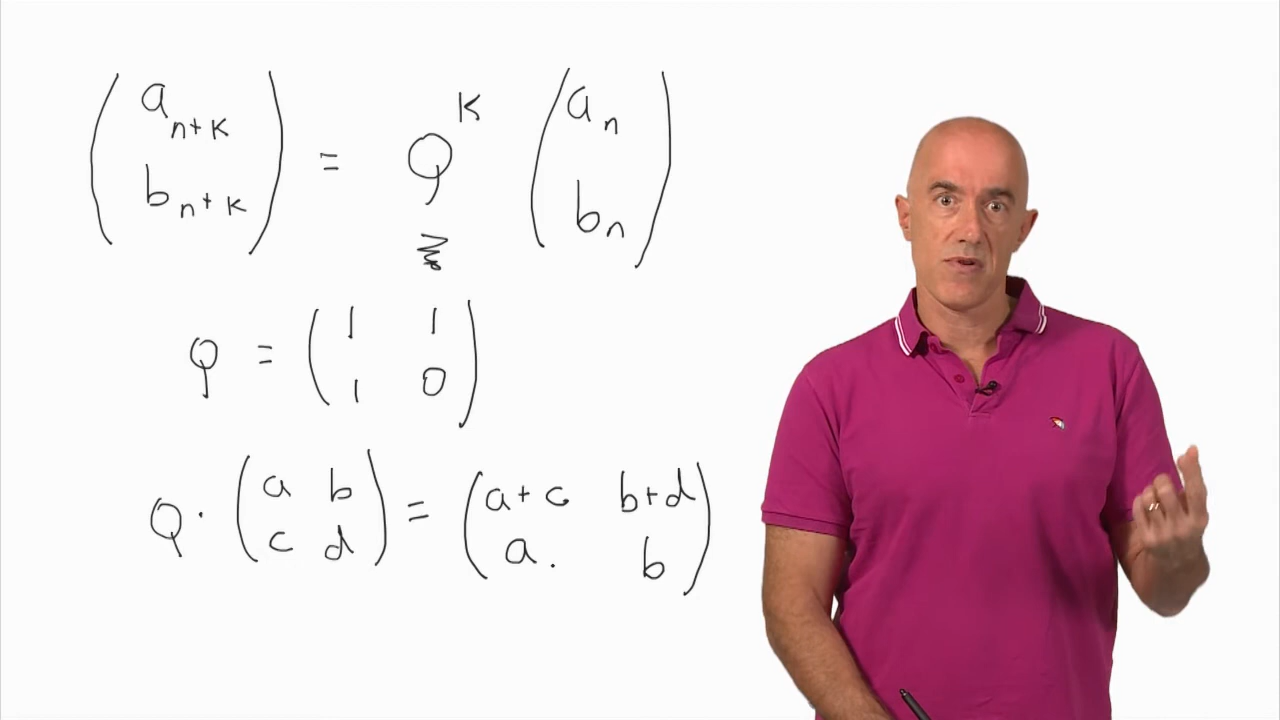 (a_{n+k} b_{n+k}) = Q^k (a_n b_n)
Q = (1 1 1 0)
Q · (a b c d) = (a+c b+d a. b)